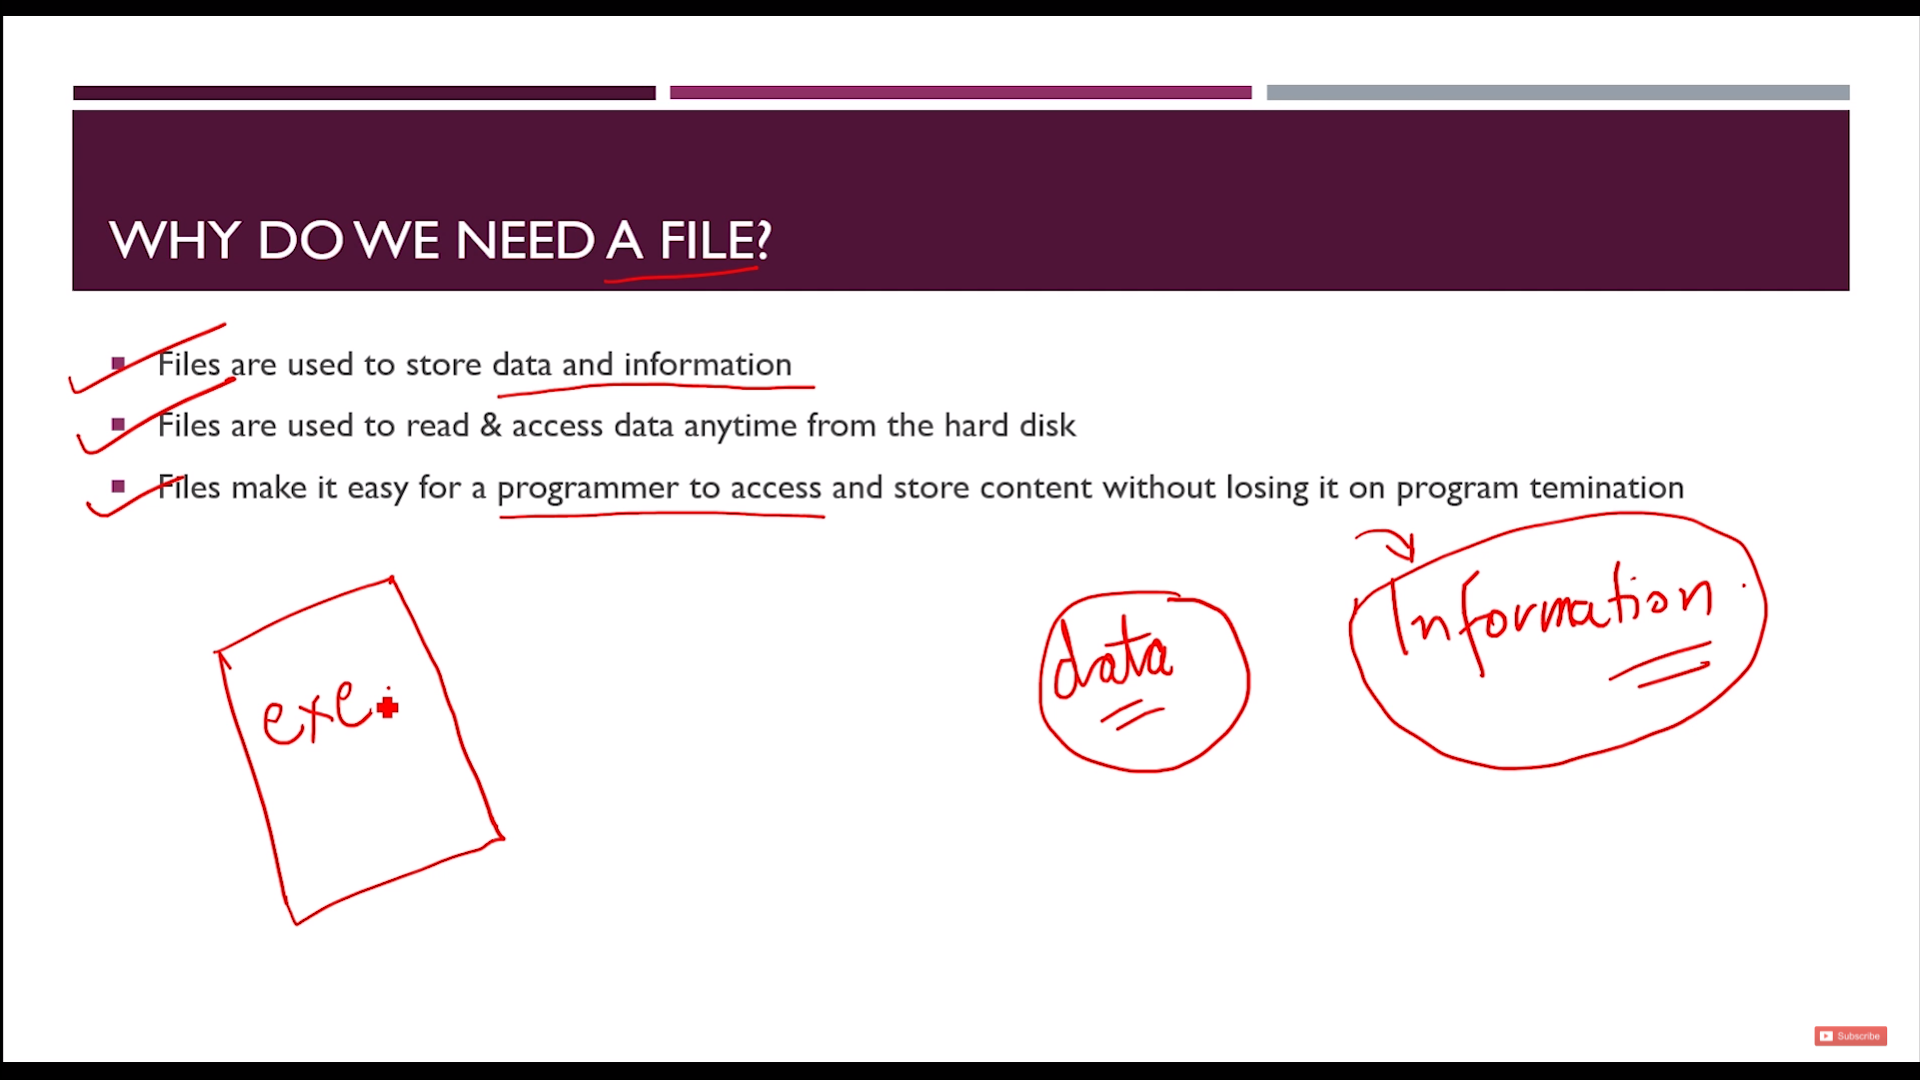 WHY DO WE NEED A FILE?
Files are used to store data and information
Files are used to read & access data anytime from the hard disk
Files make it easy for a programmer to access and store content without losing it on program temination
exe.
data
Information
Subscribe